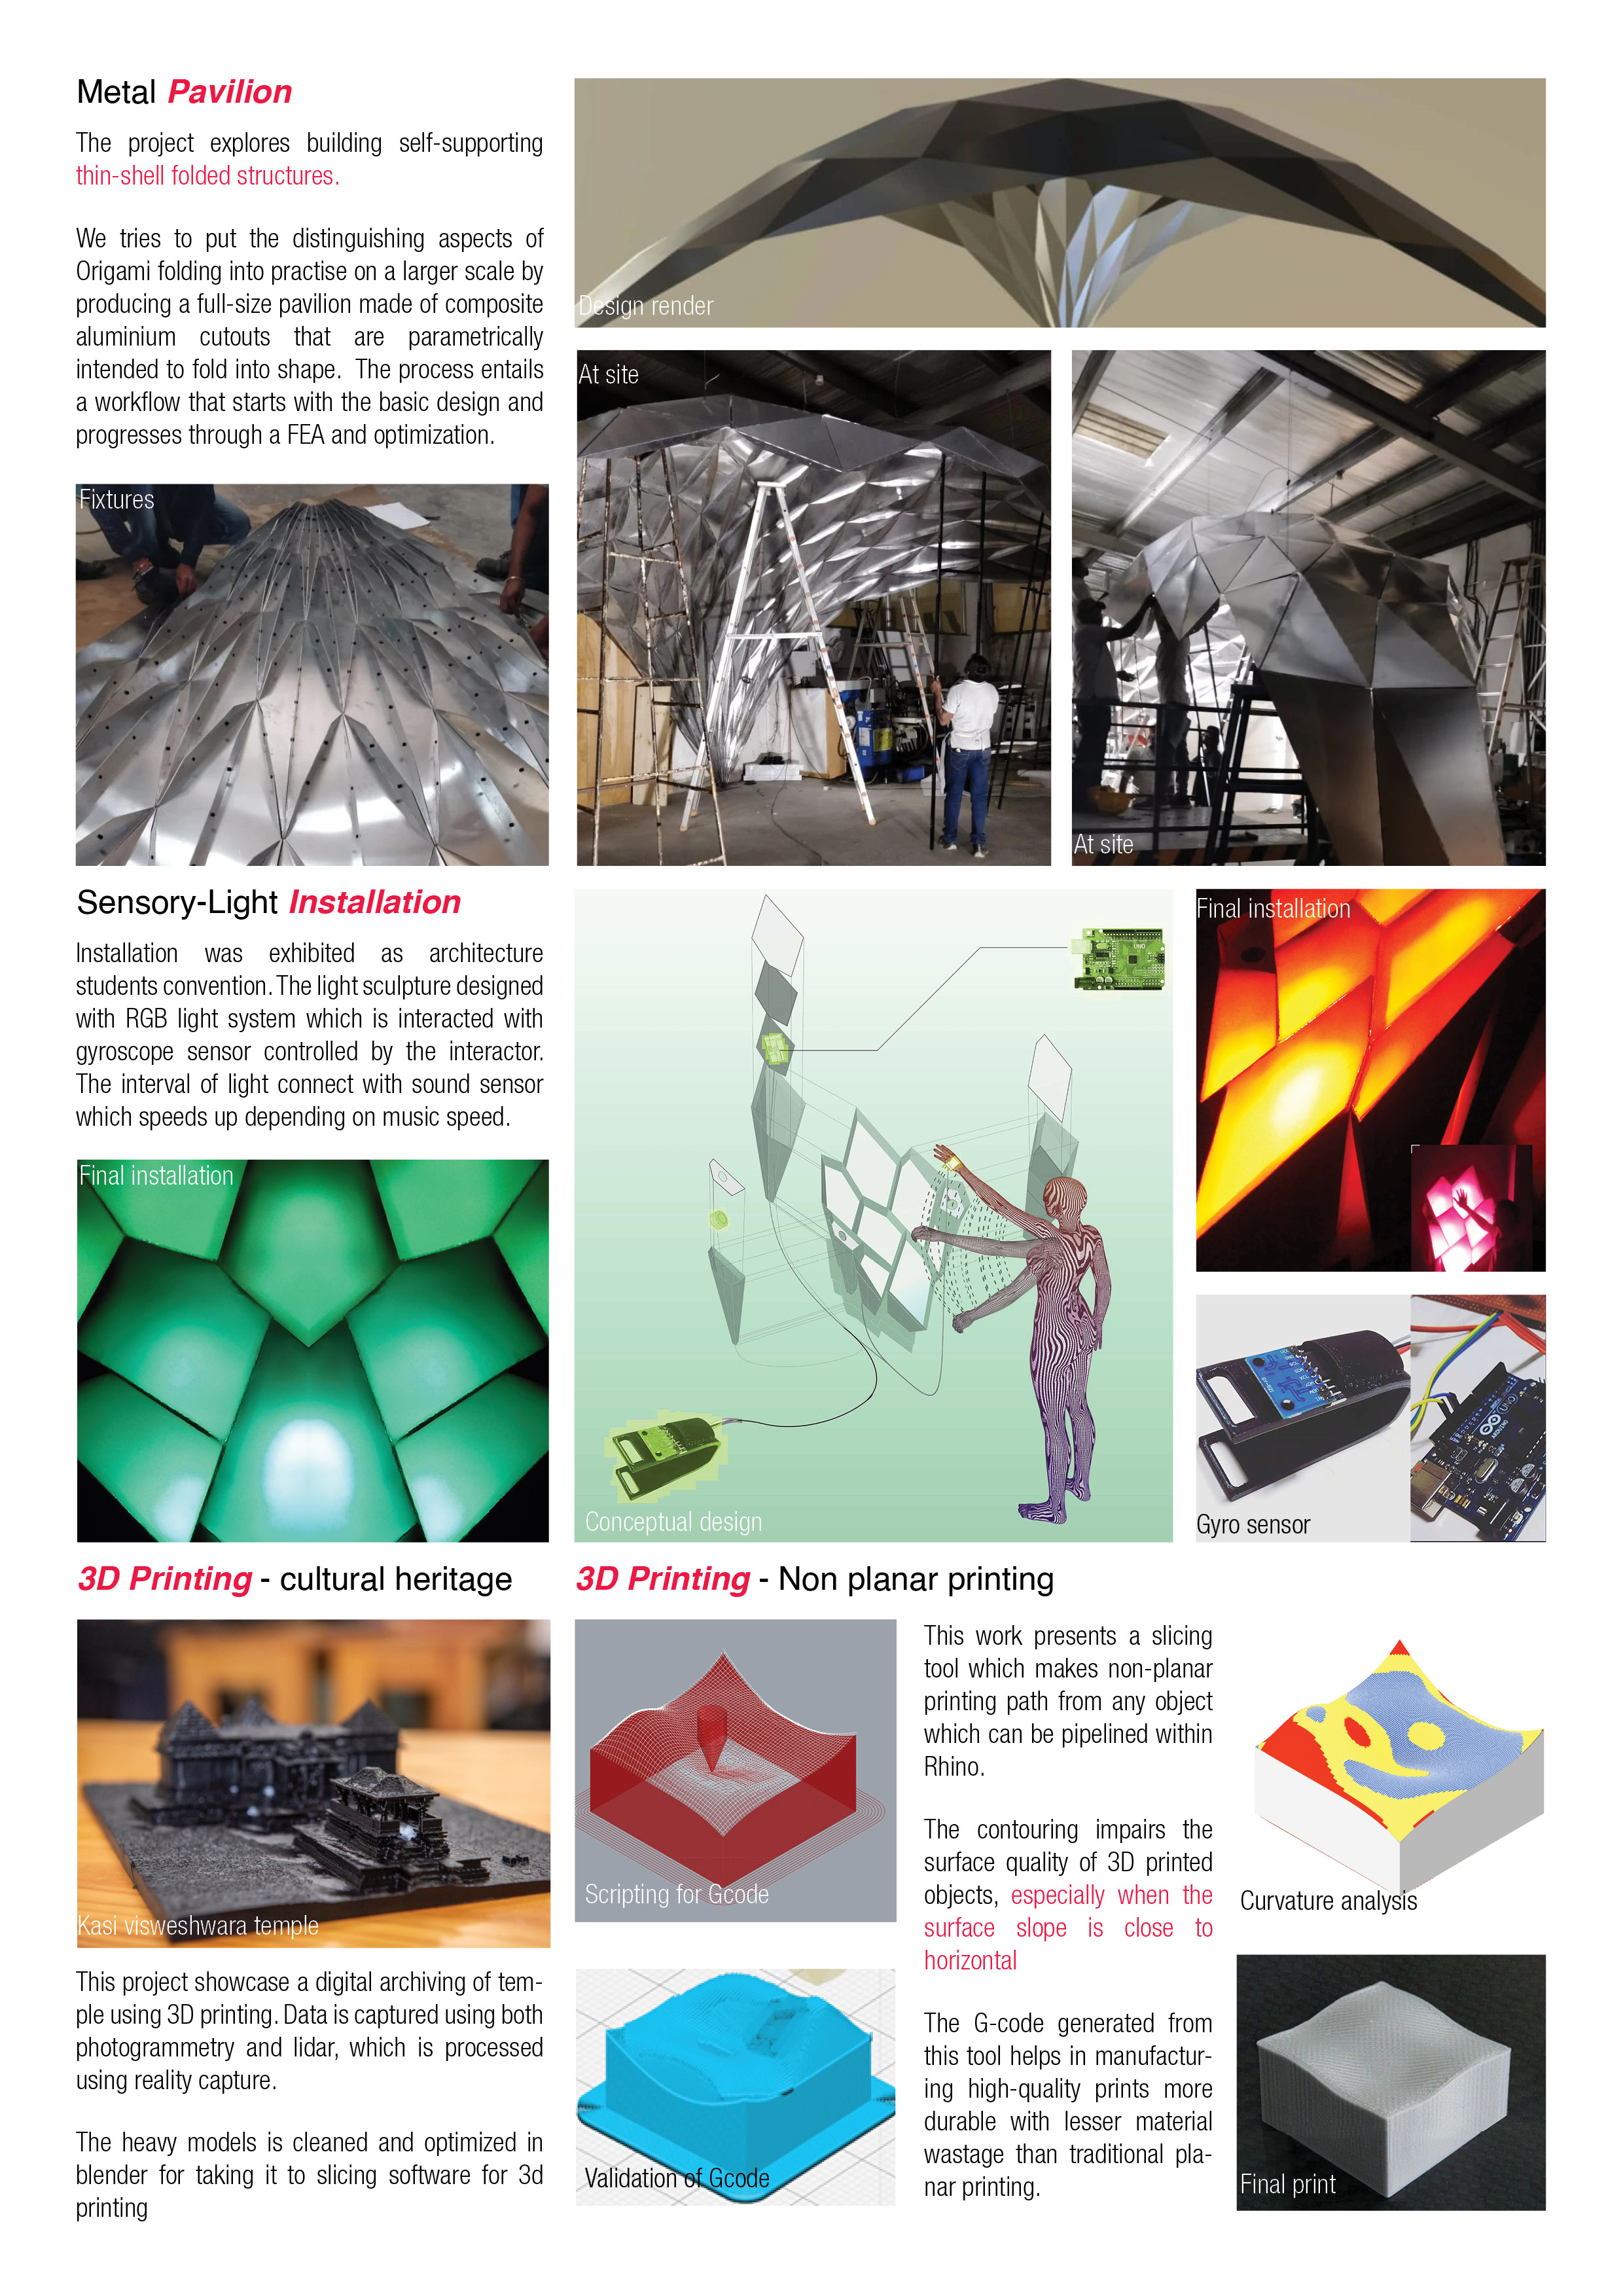 Metal Pavilion
The project explores building self-supporting
thin-shell folded structures.
We tries to put the distinguishing aspects of
Origami folding into practise on a larger scale by
producing a full-size pavilion made of composite
aluminium cutouts that are parametrically
intended to fold into shape. The process entails
a workflow that starts with the basic design and
progresses through a FEA and optimization.
Design render
At site
At site
Fixtures
Sensory-Light Installation
Installation was exhibited as architecture
students convention. The light sculpture designed
with RGB light system which is interacted with
gyroscope sensor controlled by the interactor.
The interval of light connect with sound sensor
which speeds up depending on music speed.
Final installation
UNO
Conceptual design
Final installation
Gyro sensor
UNO
ARDUINO
3D Printing - cultural heritage
Kasi visweshwara temple
This project showcase a digital archiving of tem-
ple using 3D printing. Data is captured using both
photogrammetry and lidar, which is processed
using reality capture.
The heavy models is cleaned and optimized in
blender for taking it to slicing software for 3d
printing
3D Printing - Non planar printing
Scripting for Gcode
Validation of Gcode
This work presents a slicing
tool which makes non-planar
printing path from any object
which can be pipelined within
Rhino.
The contouring impairs the
surface quality of 3D printed
objects, especially when the
surface slope is close to
horizontal
The G-code generated from
this tool helps in manufactur-
ing high-quality prints more
durable with lesser material
wastage than traditional pla-
nar printing.
Curvature analysis
Final print